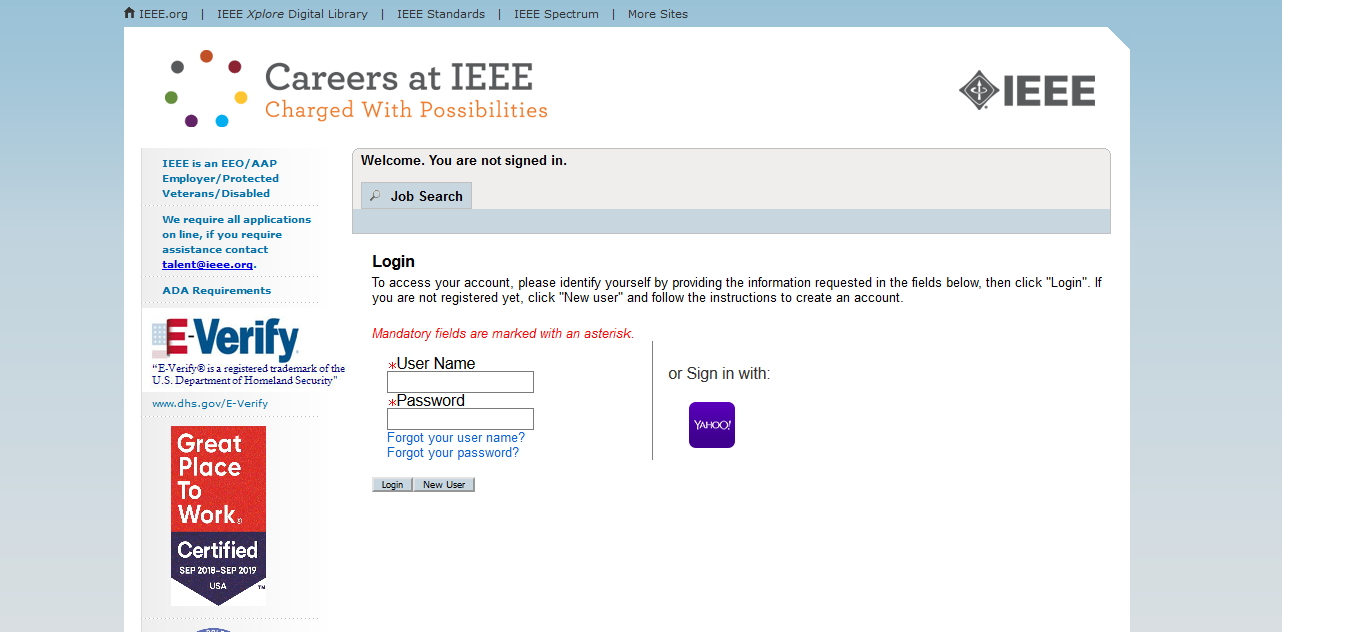 IEEE.org | IEEE Xplore Digital Library | IEEE Standards | IEEE Spectrum | More Sites
Careers at IEEE
Charged With Possibilities
IEEE
IEEE is an EEO/AAP
Employer/Protected
Veterans/Disabled
We require all applications
on line, if you require
assistance contact
talent@ieee.org.
ADA Requirements
E-Verify
“E-Verify® is a registered trademark of the
U.S. Department of Homeland Security”
www.dhs.gov/E-Verify
Great
Place
To
Work®
Certified
SEP 2018-SEP 2019
USA
™
Welcome. You are not signed in.
Job Search
Login
To access your account, please identify yourself by providing the information requested in the fields below, then click "Login". If
you are not registered yet, click "New user" and follow the instructions to create an account.
Mandatory fields are marked with an asterisk.
*User Name
*Password
Forgot your user name?
Forgot your password?
Login New User
or Sign in with:
YAHOO!